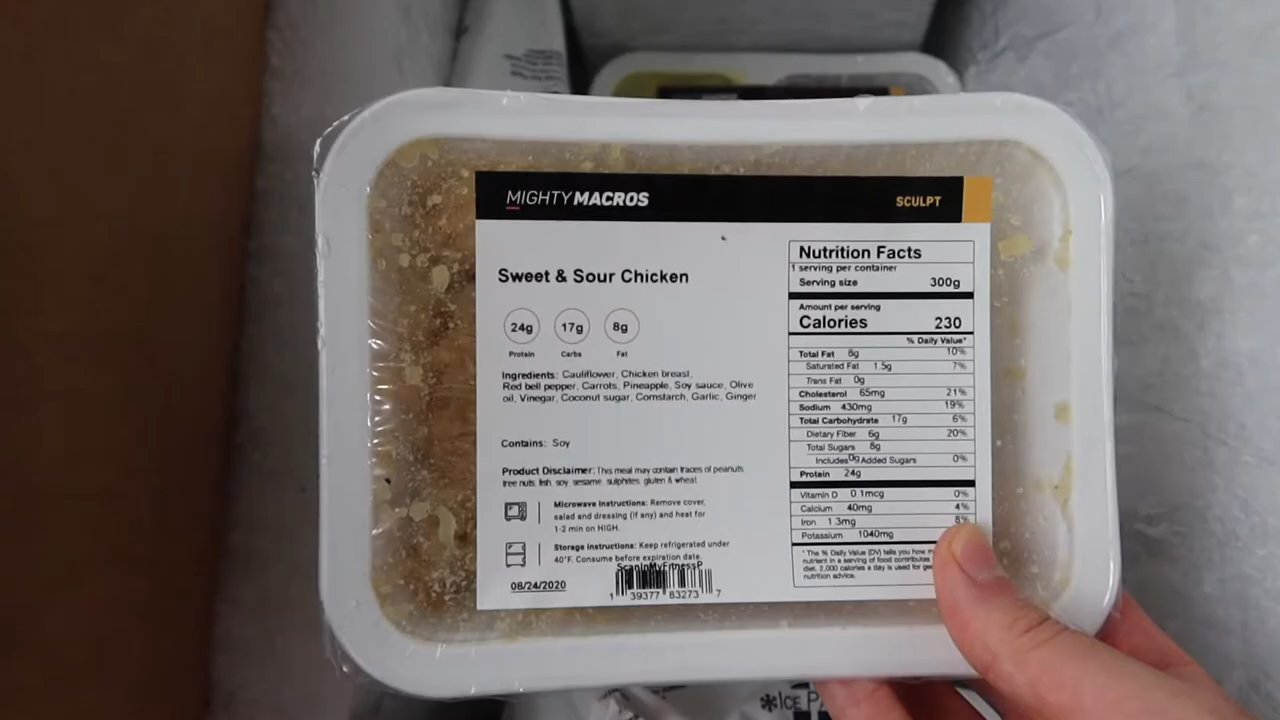 MIGHTYMACROS
SCULPT
Sweet & Sour Chicken
24g
17g
8g
Protein
Carbs
Fat
Ingredients: Cauliflower, Chicken breast,
Red bell pepper, Carrots, Pineapple, Soy sauce, Olive
oil, Vinegar, Coconut sugar, Cornstarch, Garlic, Ginger
Contains: Soy
Product Disclaimer: This meal may contain traces of peanuts
tree nuts, fish, soy, sesame, sulphites, gluten & wheat
Microwave instructions: Remove cover,
salad and dressing (if any) and heat for
1-2 min on HIGH.
Storage instructions: Keep refrigerated under
40°F. Consume before expiration date.
08/24/2020
ScanInMyFitnessP
1 39377 83273 7
Nutrition Facts
1 serving per container
Serving size 300g
Amount per serving
Calories 230
% Daily Value*
Total Fat 8g 10%
Saturated Fat 1.5g 7%
Trans Fat 0g
Cholesterol 65mg 21%
Sodium 430mg 19%
Total Carbohydrate 17g 6%
Dietary Fiber 6g 20%
Total Sugars 8g
Includes 0g Added Sugars 0%
Protein 24g
Vitamin D 0.1mcg 0%
Calcium 40mg 4%
Iron 1.3mg 8%
Potassium 1040mg
* The % Daily Value (DV) tells you how m
nutrient in a serving of food contributes
diet. 2,000 calories a day is used for ge
nutrition advice.
ICE P